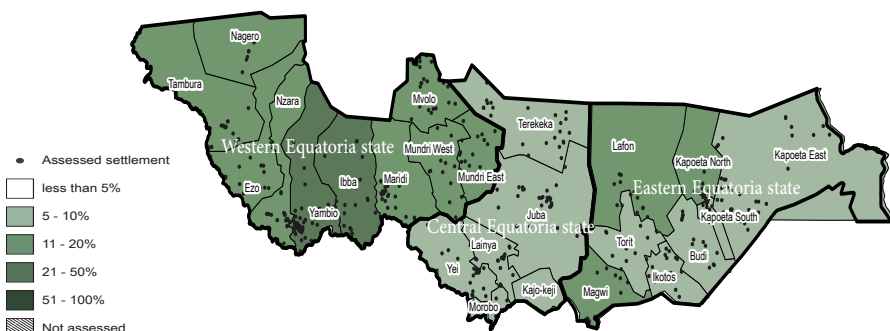 Nagero
Tambura
Nzara
Mvolo
Terekeka
Western Equatoria state
Mundri West
Lafon
Kapoeta North
Kapoeta East
Ezo
Ibba
Maridi
Mundri East
Eastern Equatoria state
Yambio
Juba
Kapoeta South
Central Equatoria state
Lainya
Torit
Budi
Yei
Ikotos
Kajo-keji
Magwi
Morobo
Assessed settlement
less than 5%
5 - 10%
11 - 20%
21 - 50%
51 - 100%
Not assessed